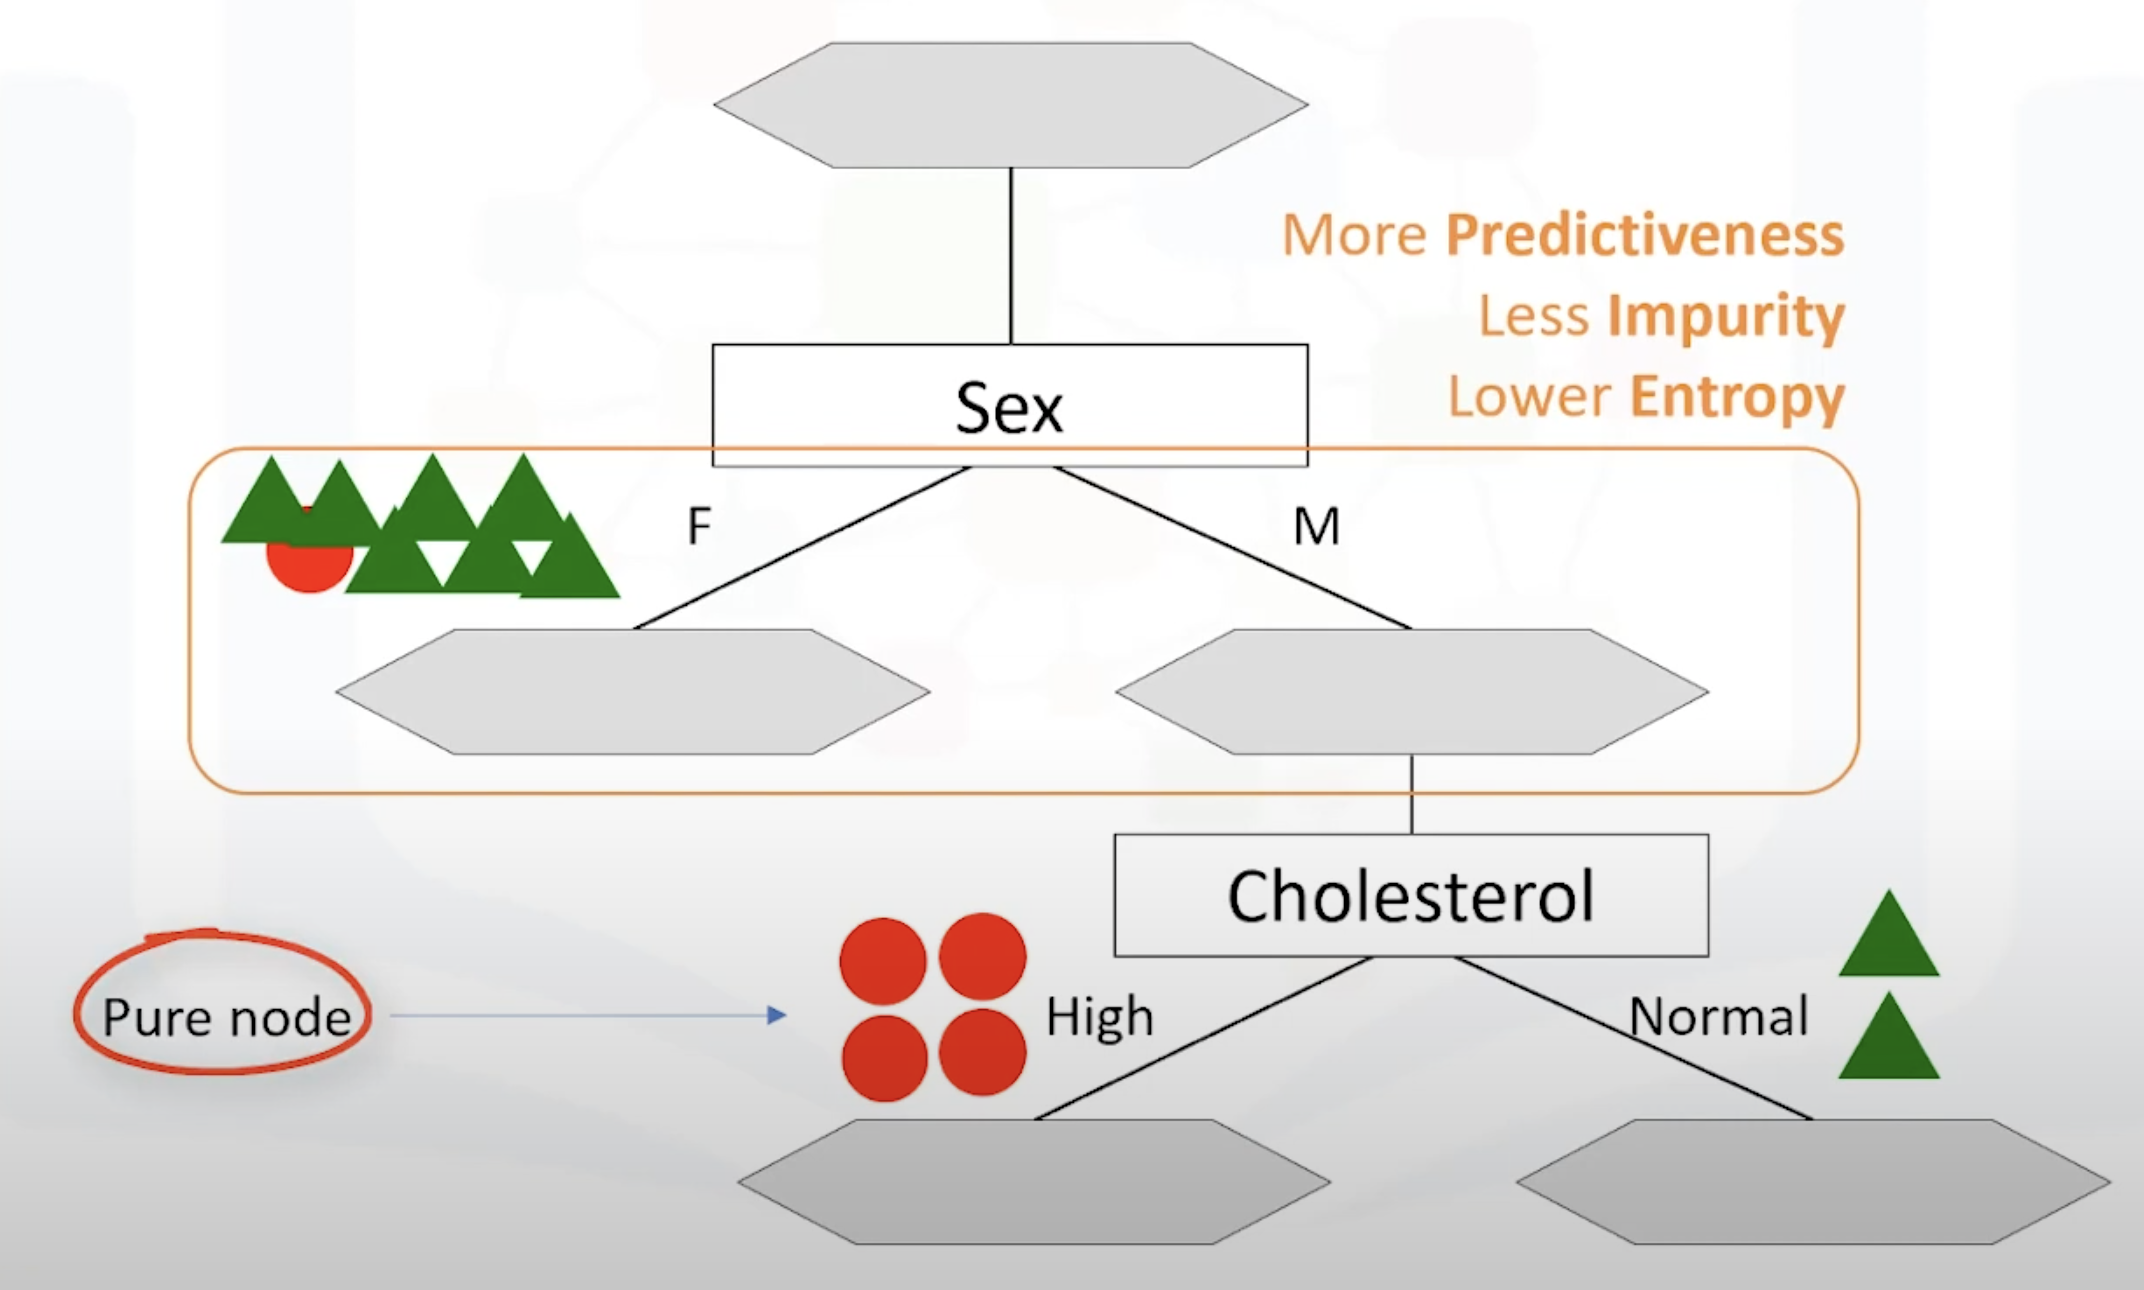 More Predictiveness
Less Impurity
Lower Entropy
Sex
F
M
Cholesterol
Pure node
High
Normal